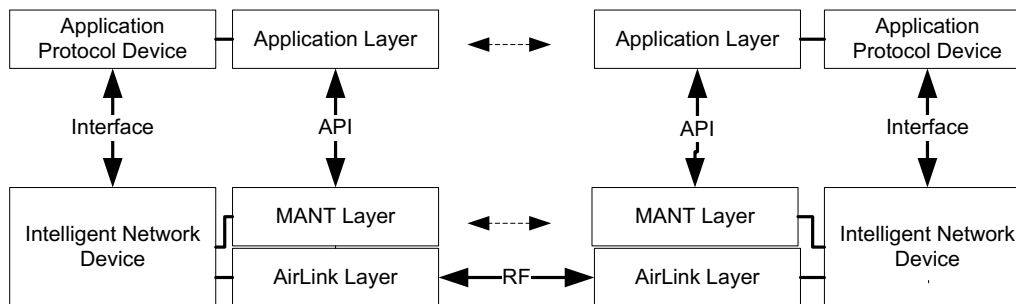 Application
Protocol Device
Application Layer
Application Layer
Application
Protocol Device
Interface
API
API
Interface
Intelligent Network
Device
MANT Layer
MANT Layer
Intelligent Network
Device
AirLink Layer
RF
AirLink Layer